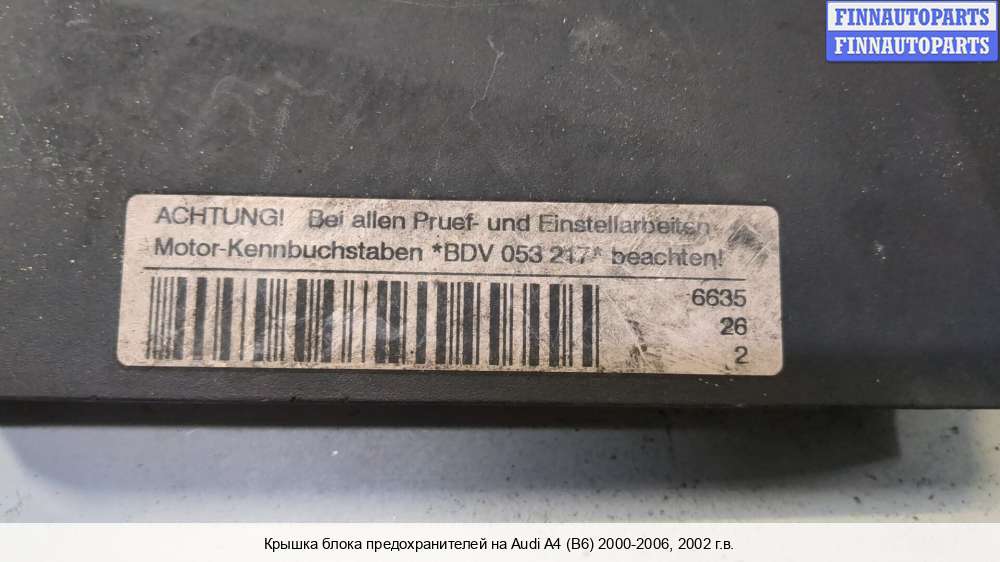 FINNAUTOPARTS
FINNAUTOPARTS
ACHTUNG! Bei allen Pruef- und Einstellarbeiten
Motor-Kennbuchstaben *BDV 053 217* beachten!
6635
26
2
Крышка блока предохранителей на Audi A4 (B6) 2000-2006, 2002 г.в.